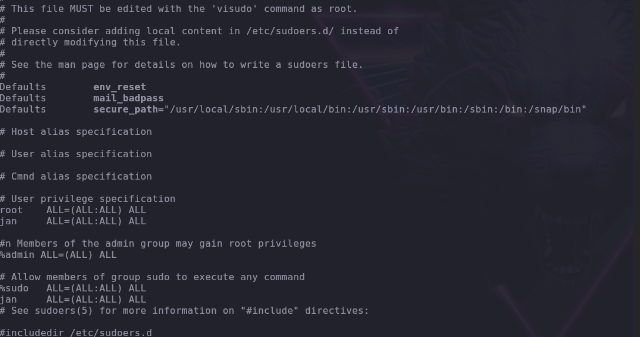 # This file MUST be edited with the 'visudo' command as root.
#
# Please consider adding local content in /etc/sudoers.d/ instead of
# directly modifying this file.
#
# See the man page for details on how to write a sudoers file.
#
Defaults        env_reset
Defaults        mail_badpass
Defaults        secure_path="/usr/local/sbin:/usr/local/bin:/usr/sbin:/usr/bin:/sbin:/bin:/snap/bin"

# Host alias specification

# User alias specification

# Cmnd alias specification

# User privilege specification
root    ALL=(ALL:ALL) ALL
jan     ALL=(ALL:ALL) ALL

#n Members of the admin group may gain root privileges
%admin ALL=(ALL) ALL

# Allow members of group sudo to execute any command
%sudo   ALL=(ALL:ALL) ALL
jan     ALL=(ALL:ALL) ALL
# See sudoers(5) for more information on "#include" directives:

#includedir /etc/sudoers.d